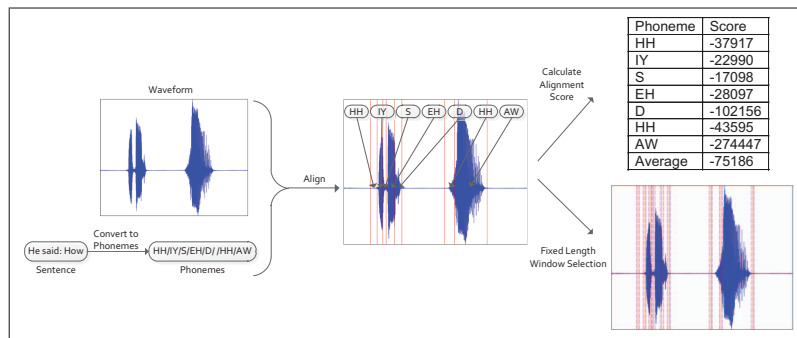 Waveform
Convert to
Phonemes
He said: How
HH/IY/S/EH/D/ /HH/AW
Sentence
Phonemes
Align
HH IY S EH D HH AW
Calculate
Alignment
Score
Fixed Length
Window Selection
Phoneme Score
HH -37917
IY -22990
S -17098
EH -28097
D -102156
HH -43595
AW -274447
Average -75186